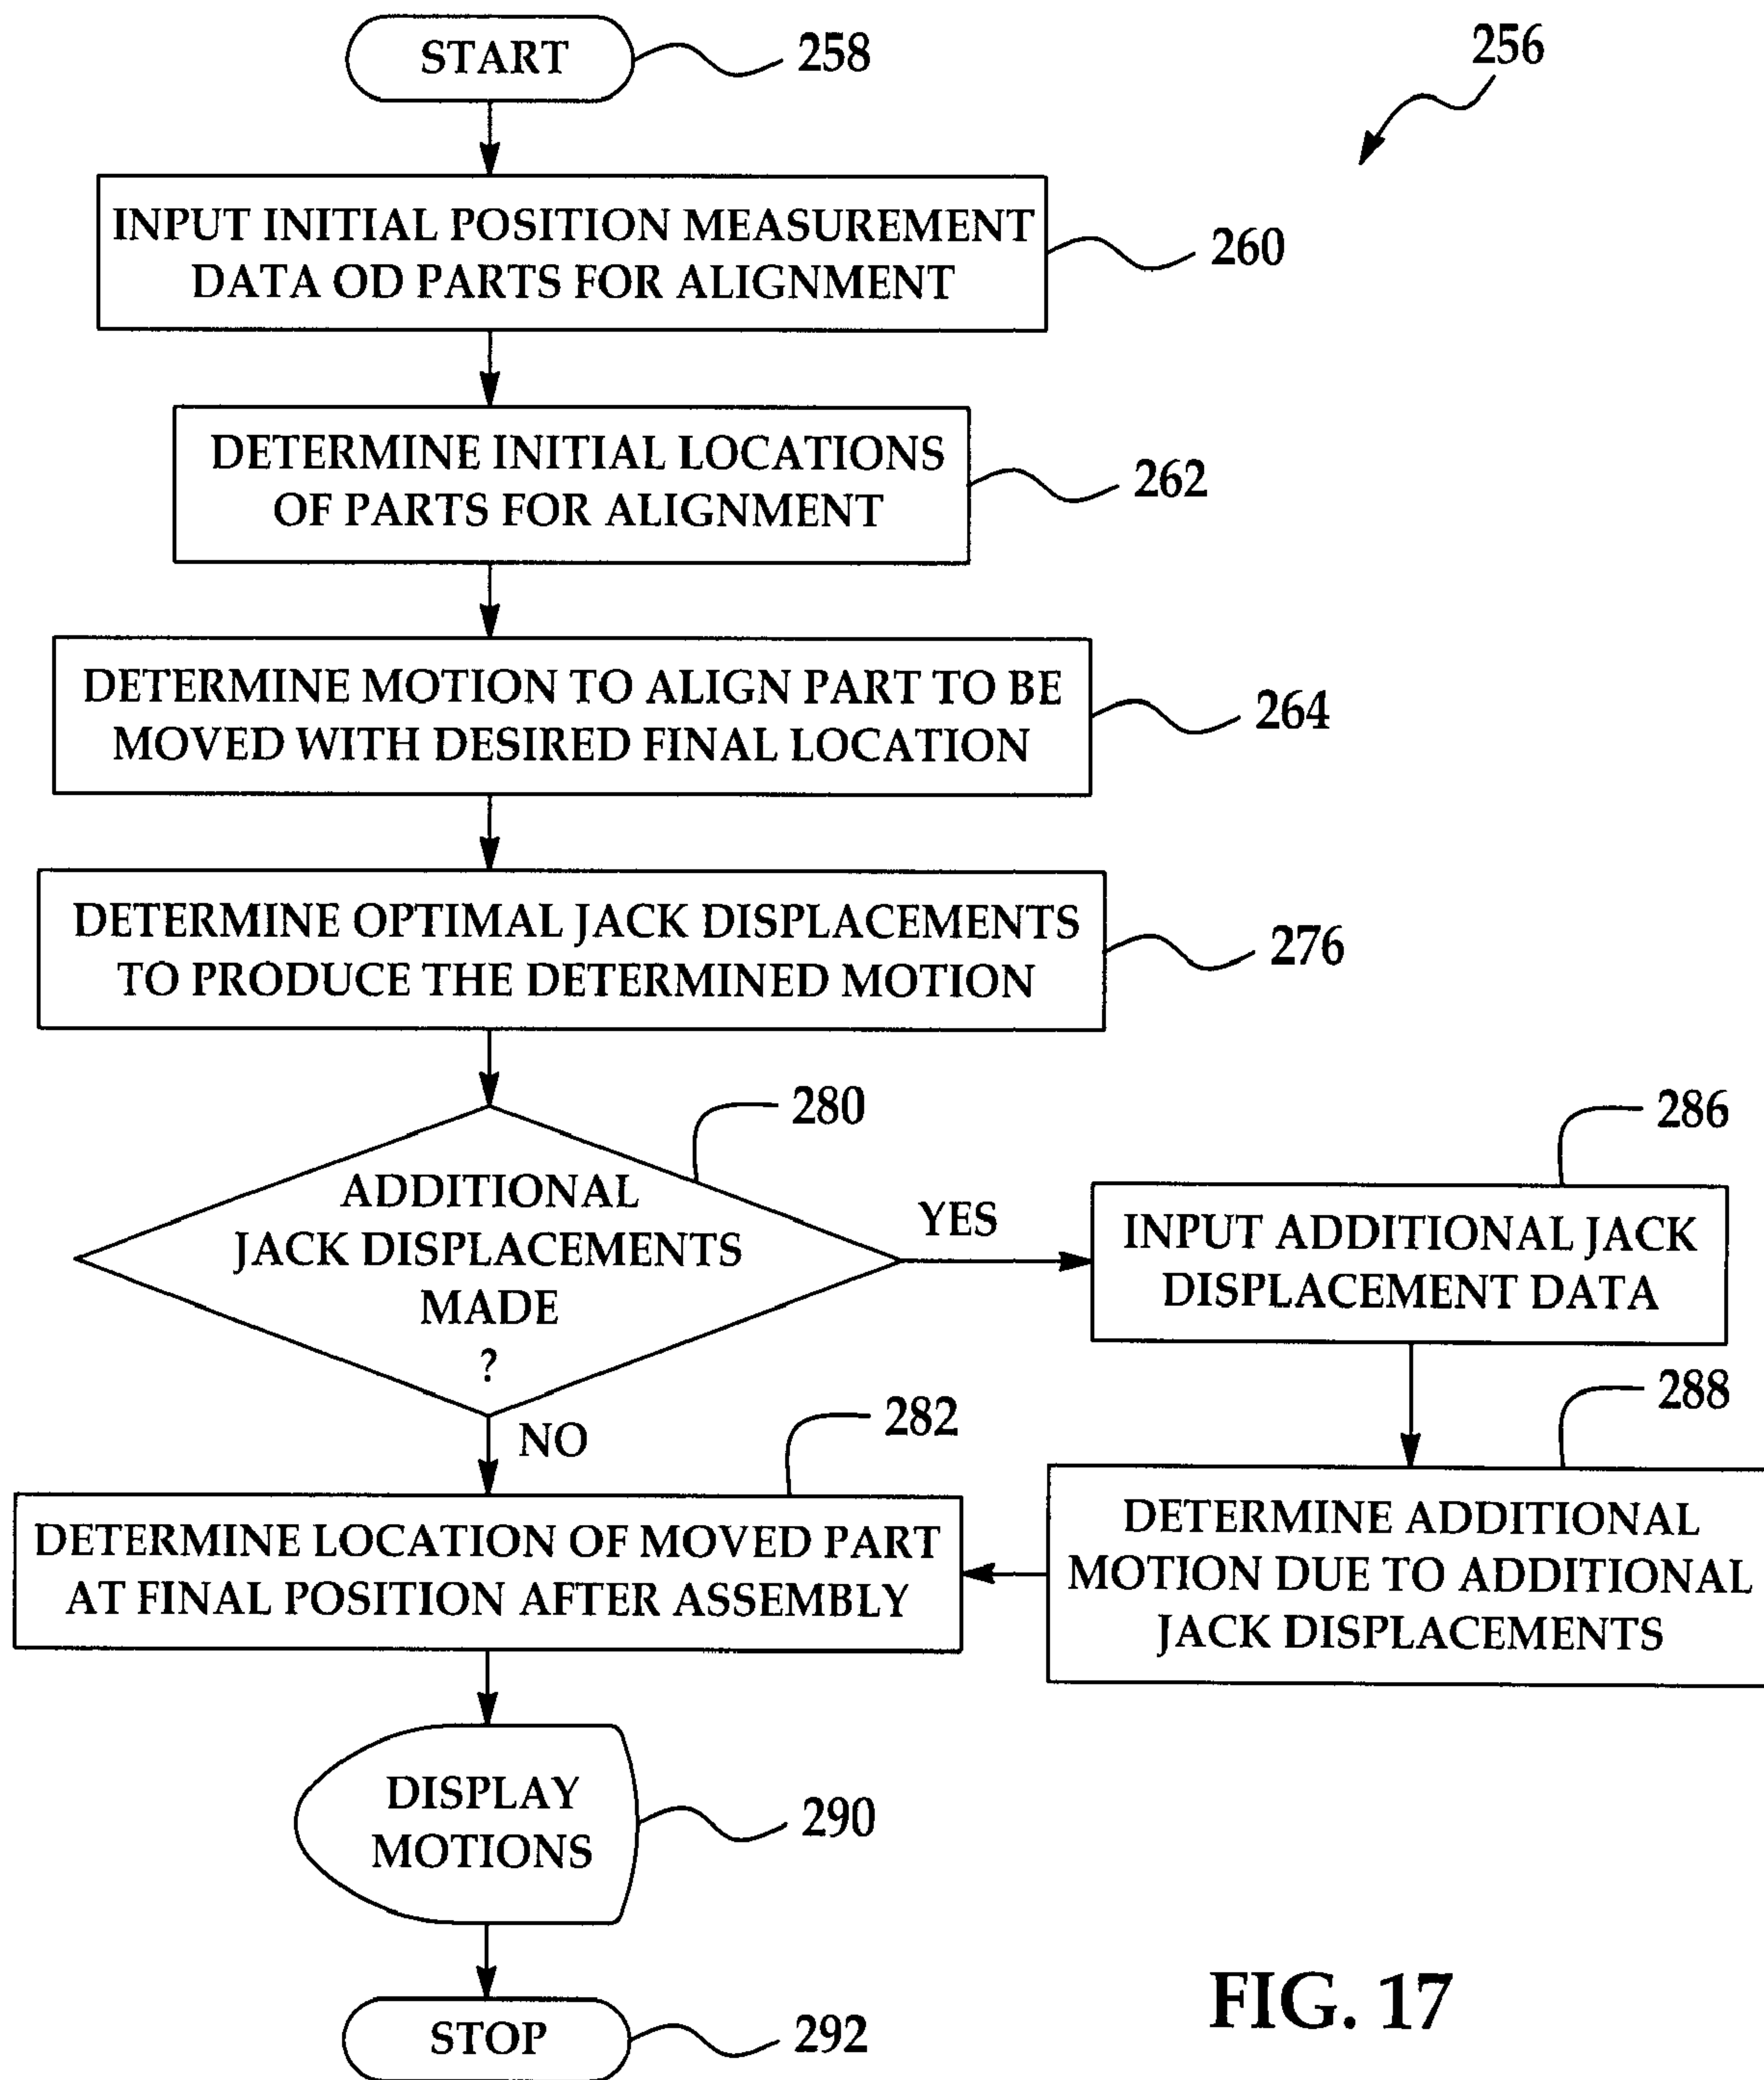 START
258
256
INPUT INITIAL POSITION MEASUREMENT
DATA OD PARTS FOR ALIGNMENT
260
DETERMINE INITIAL LOCATIONS
OF PARTS FOR ALIGNMENT
262
DETERMINE MOTION TO ALIGN PART TO BE
MOVED WITH DESIRED FINAL LOCATION
264
DETERMINE OPTIMAL JACK DISPLACEMENTS
TO PRODUCE THE DETERMINED MOTION
276
280
ADDITIONAL
JACK DISPLACEMENTS
MADE
?
YES
286
INPUT ADDITIONAL JACK
DISPLACEMENT DATA
NO
282
288
DETERMINE LOCATION OF MOVED PART
AT FINAL POSITION AFTER ASSEMBLY
DETERMINE ADDITIONAL
MOTION DUE TO ADDITIONAL
JACK DISPLACEMENTS
DISPLAY
MOTIONS
290
STOP
292
FIG. 17